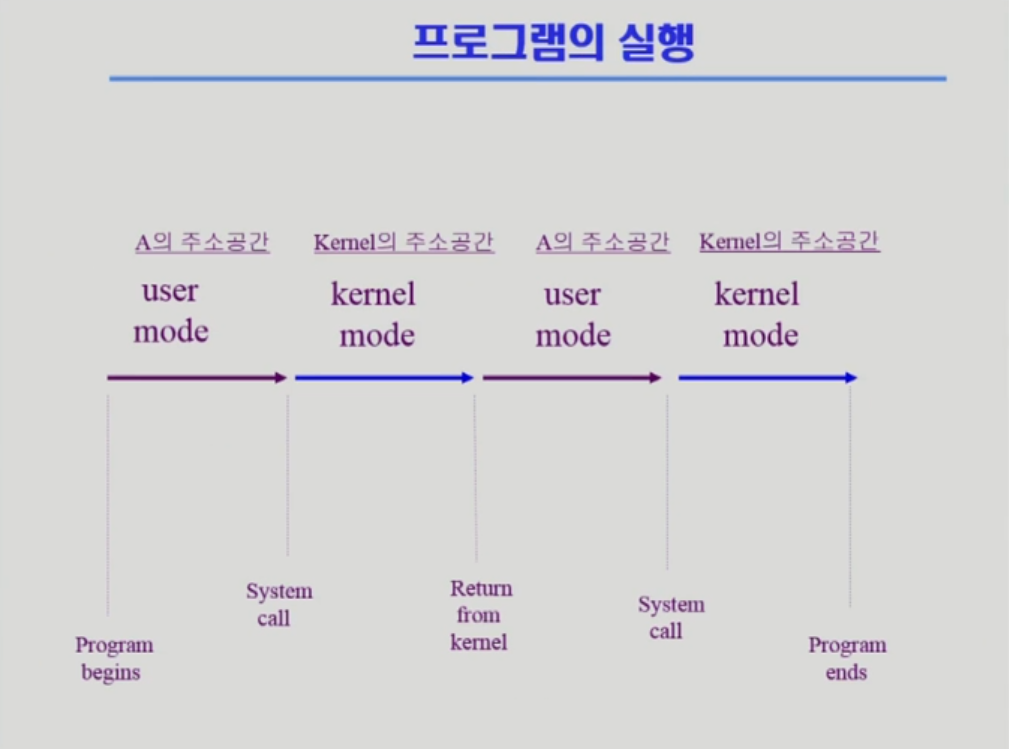 프로그램의 실행
A의 주소공간 Kernel의 주소공간 A의 주소공간 Kernel의 주소공간
user kernel user kernel
mode mode mode mode
System call
Return from kernel
System call
Program begins
Program ends